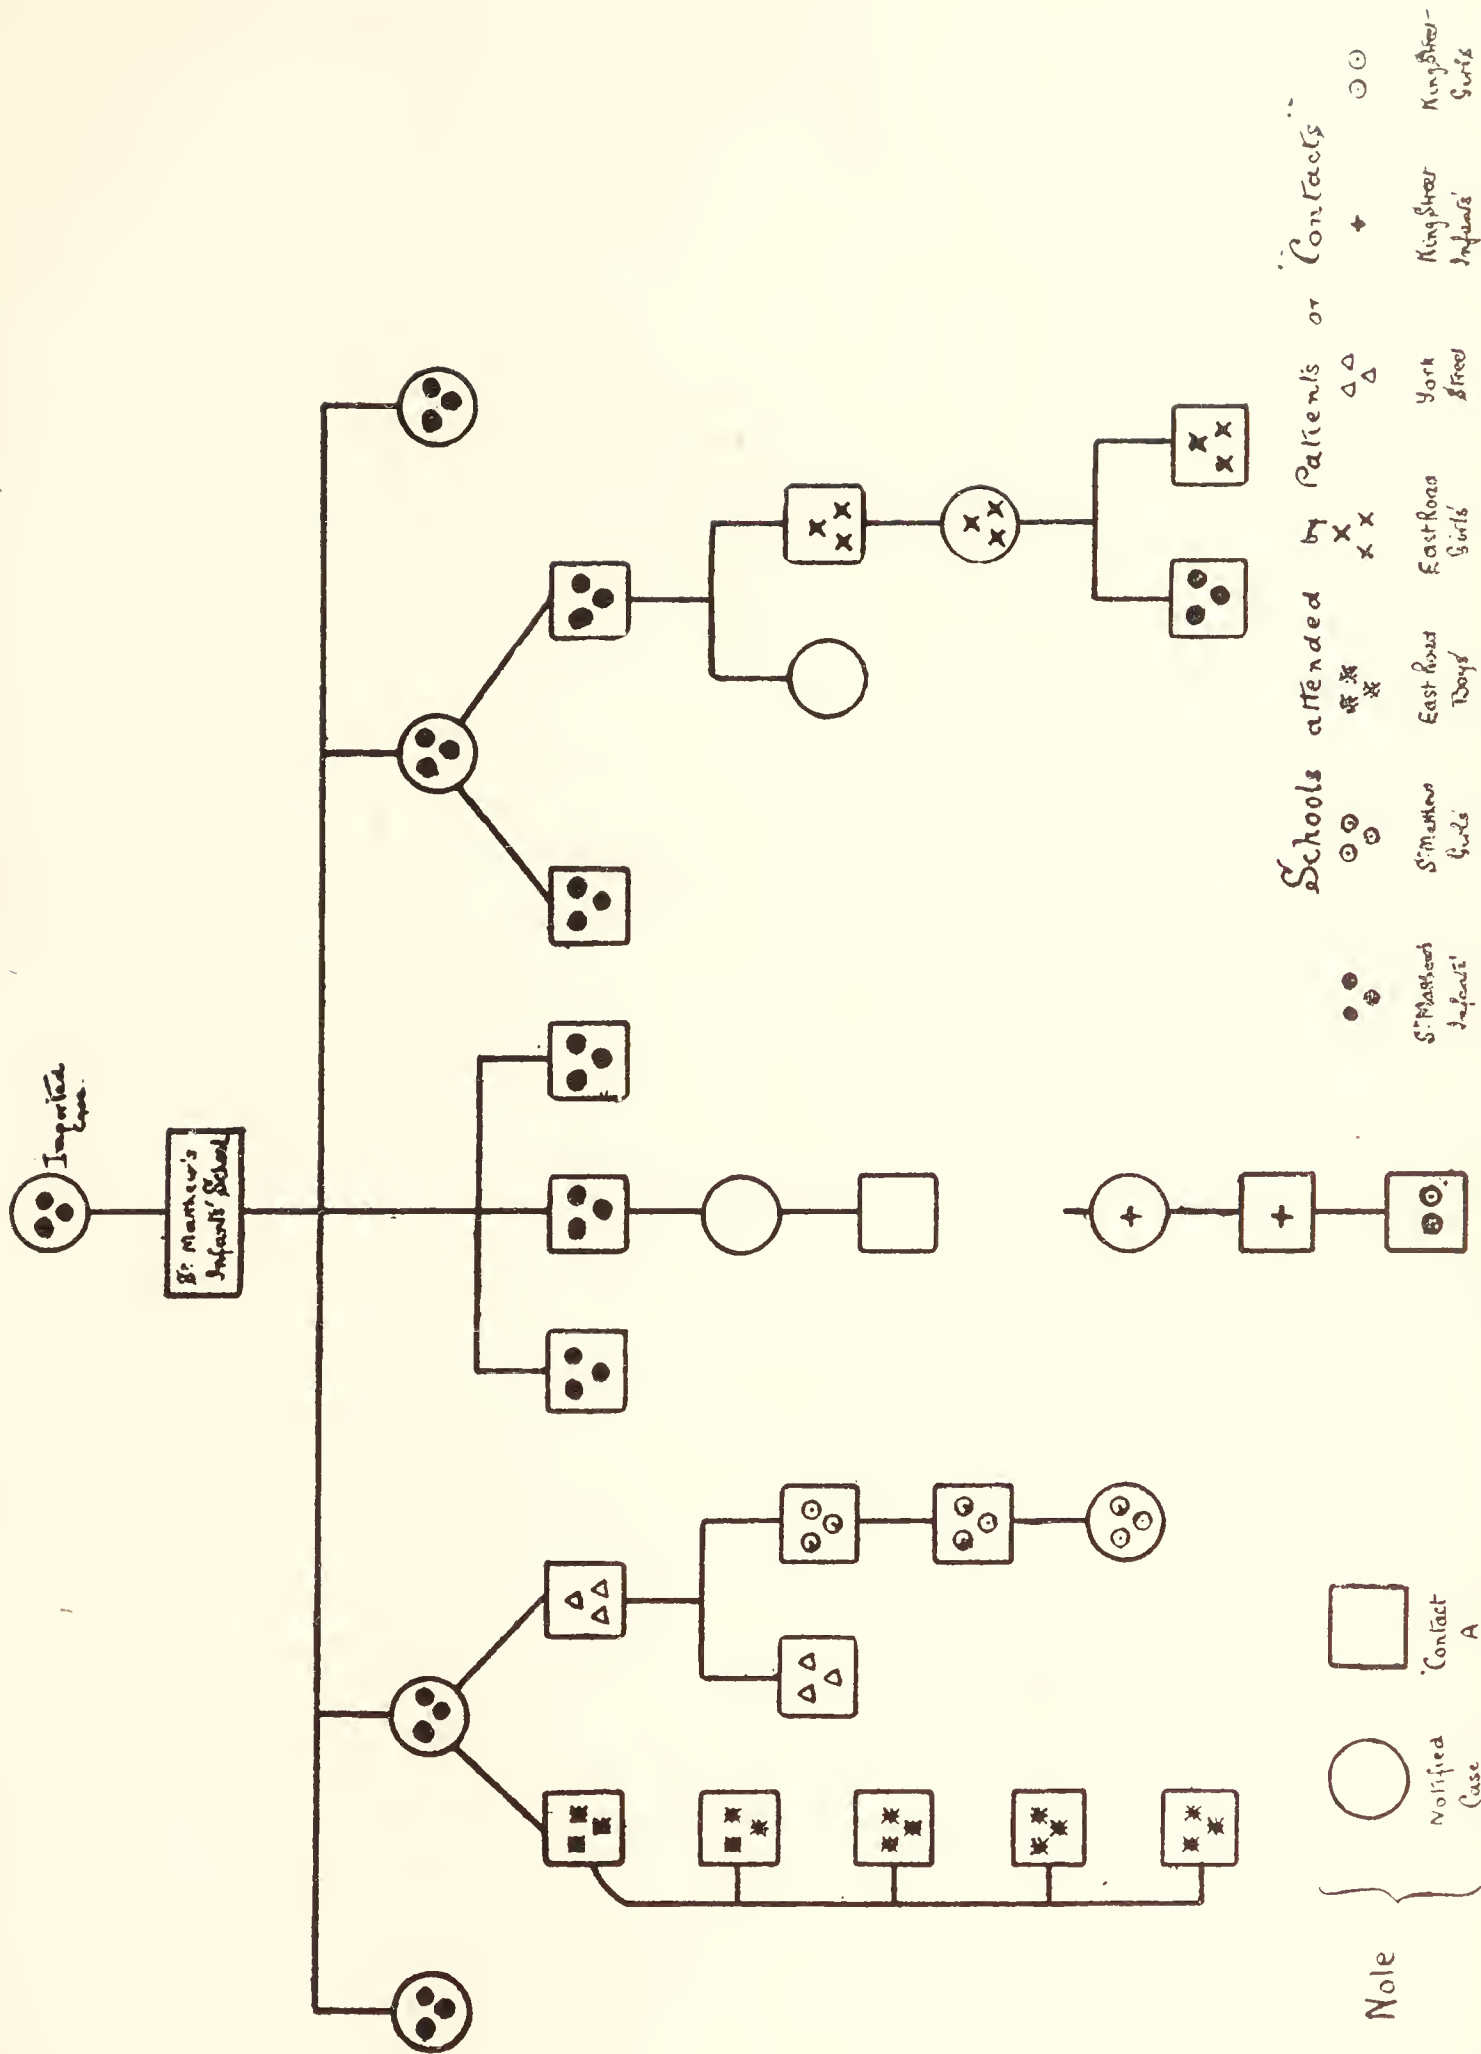 Imported
Case.
St. Matthew's
Infants' School
Schools attended by Patients or "Contacts"
St. Matthew's
Infants'
St. Matthews
Girls'
East Road
Boys'
East Road
Girls'
York
Street
King Street
Infants'
King Street
Girls
Note
Notified
Case
"Contact
A